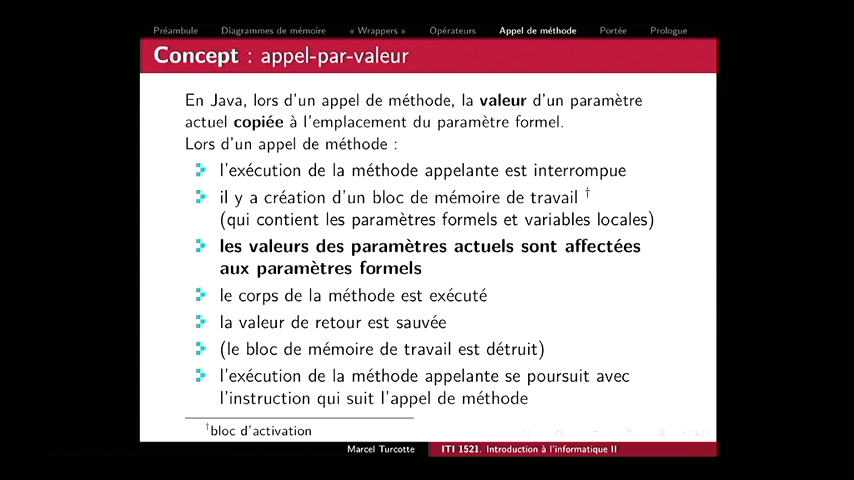 Préambule Diagrammes de mémoire « Wrappers » Opérateurs Appel de méthode Portée Prologue
Concept : appel-par-valeur
En Java, lors d'un appel de méthode, la valeur d'un paramètre
actuel copiée à l'emplacement du paramètre formel.
Lors d'un appel de méthode :
l'exécution de la méthode appelante est interrompue
il y a création d'un bloc de mémoire de travail †
(qui contient les paramètres formels et variables locales)
les valeurs des paramètres actuels sont affectées
aux paramètres formels
le corps de la méthode est exécuté
la valeur de retour est sauvée
(le bloc de mémoire de travail est détruit)
l'exécution de la méthode appelante se poursuit avec
l'instruction qui suit l'appel de méthode
†bloc d'activation
Marcel Turcotte ITI 1521. Introduction à l'informatique II